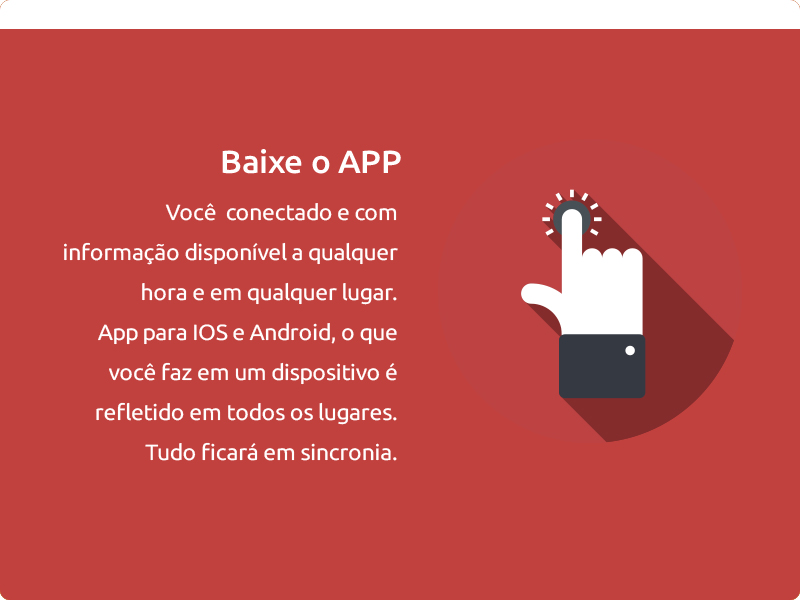 Baixe o APP
Você  conectado e com
informação disponível a qualquer
hora e em qualquer lugar.
App para IOS e Android, o que
você faz em um dispositivo é
refletido em todos os lugares.
Tudo ficará em sincronia.